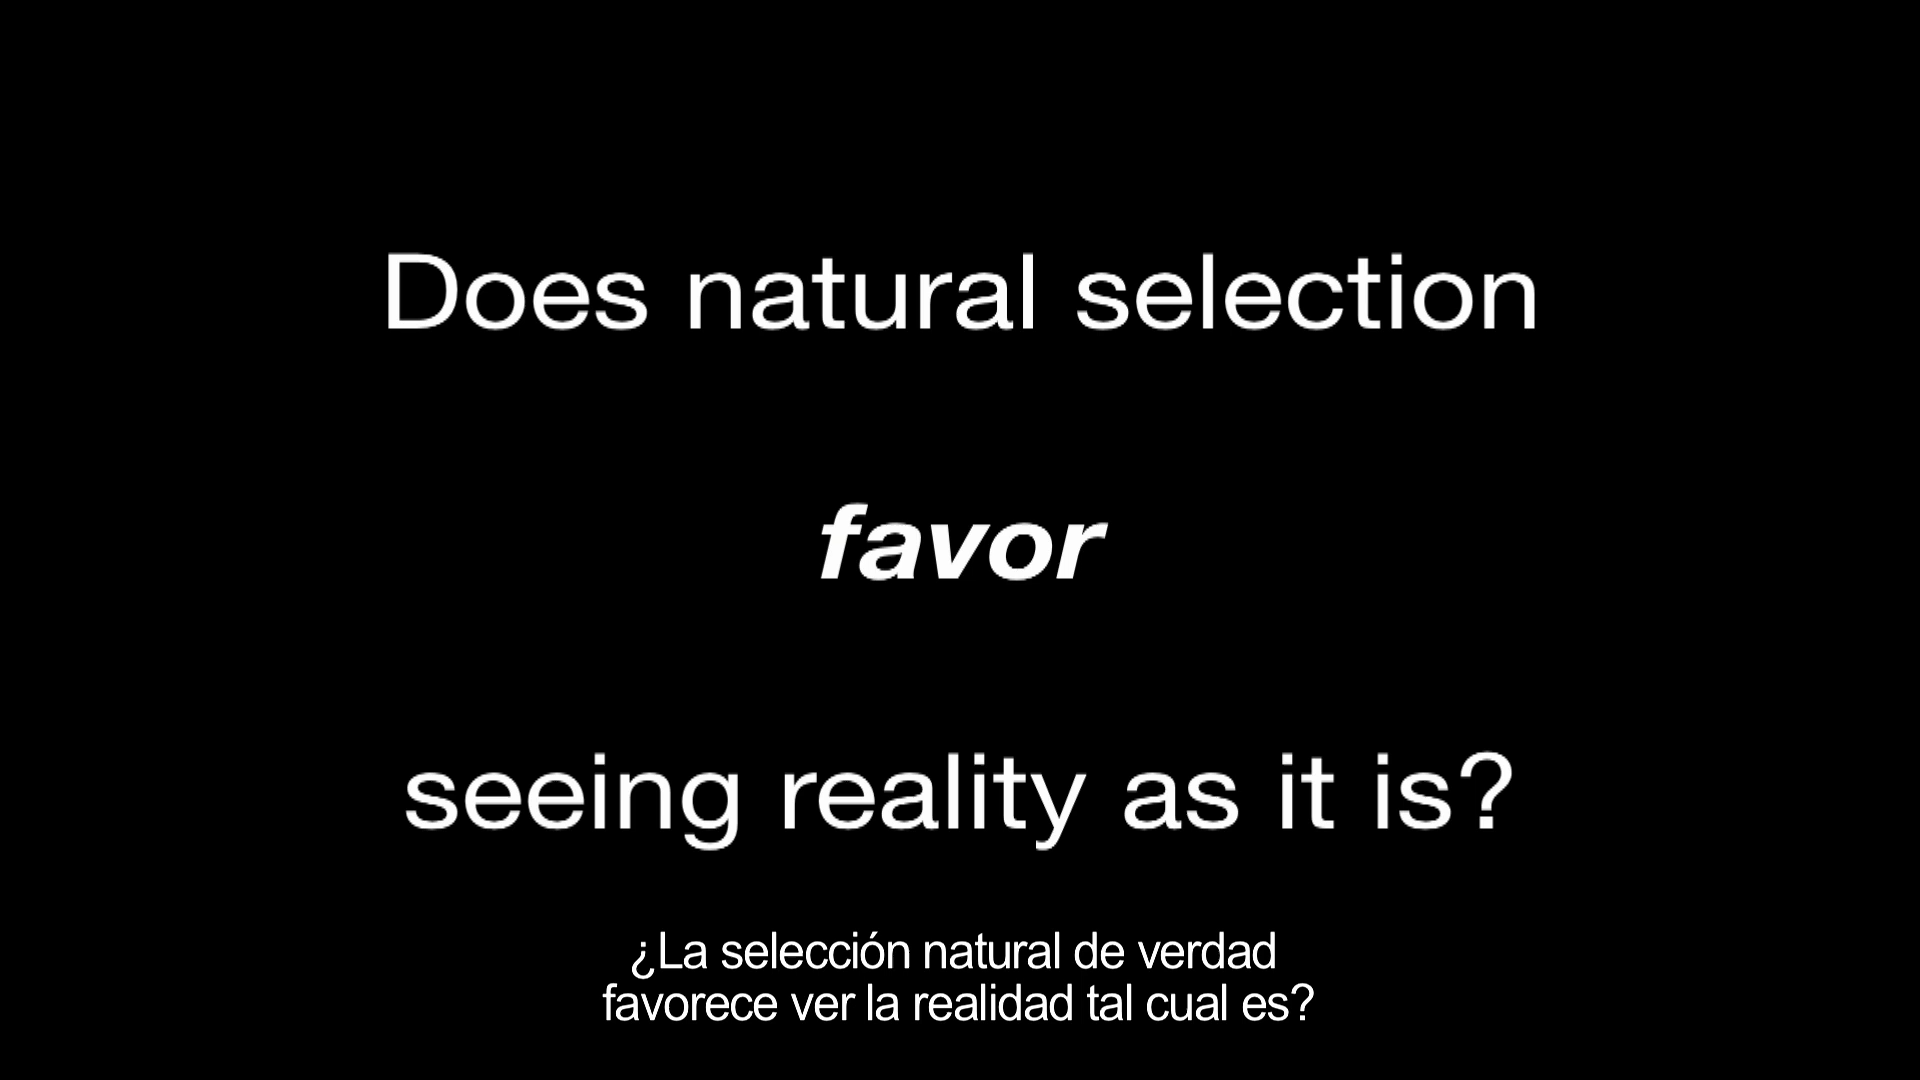 Does natural selection
favor
seeing reality as it is?
¿La selección natural de verdad
favorece ver la realidad tal cual es?